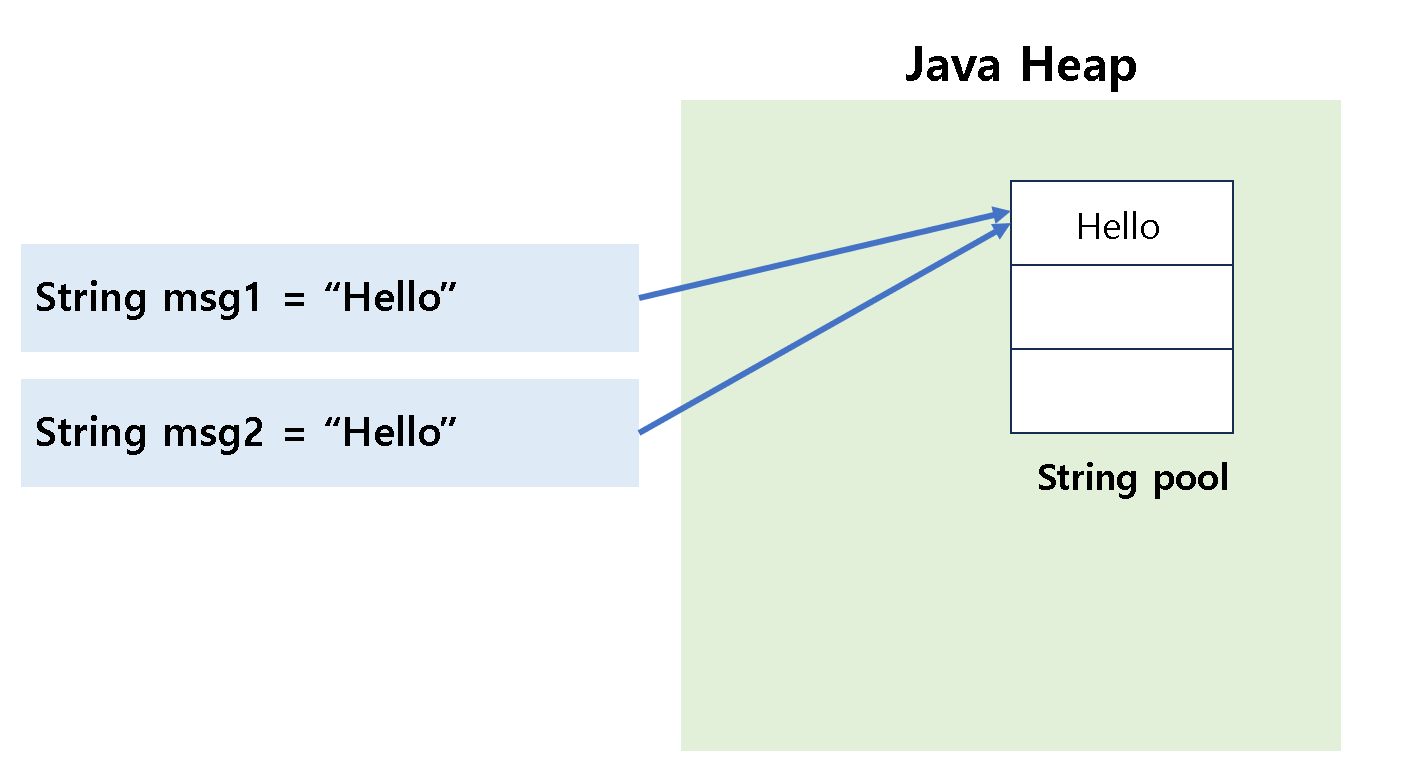 Java Heap
Hello
String msg1 = “Hello”
String msg2 = “Hello”
String pool